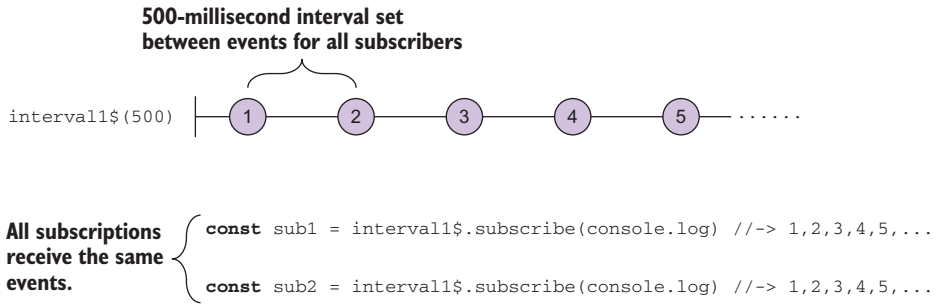 500-millisecond interval set
between events for all subscribers
interval1$(500) 1 2 3 4 5 ......
All subscriptions
receive the same
events.
const sub1 = interval1$.subscribe(console.log) //-> 1,2,3,4,5,...
const sub2 = interval1$.subscribe(console.log) //-> 1,2,3,4,5,...